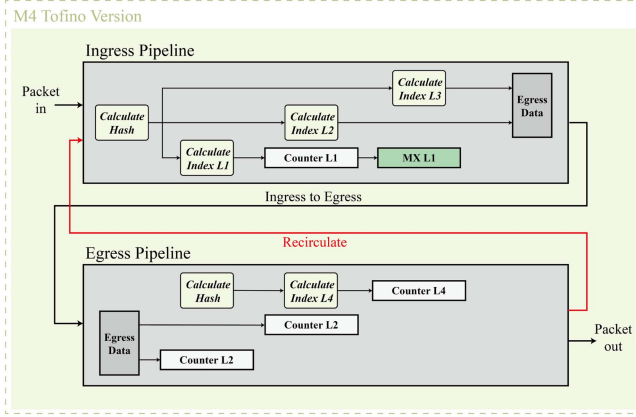 M4 Tofino Version
Ingress Pipeline
Packet
in
Calculate
Hash
Calculate
Index L3
Calculate
Index L2
Calculate
Index L1
Counter L1
MX L1
Egress
Data
Ingress to Egress
Recirculate
Egress Pipeline
Calculate
Hash
Calculate
Index L4
Counter L4
Egress
Data
Counter L2
Counter L2
Packet
out